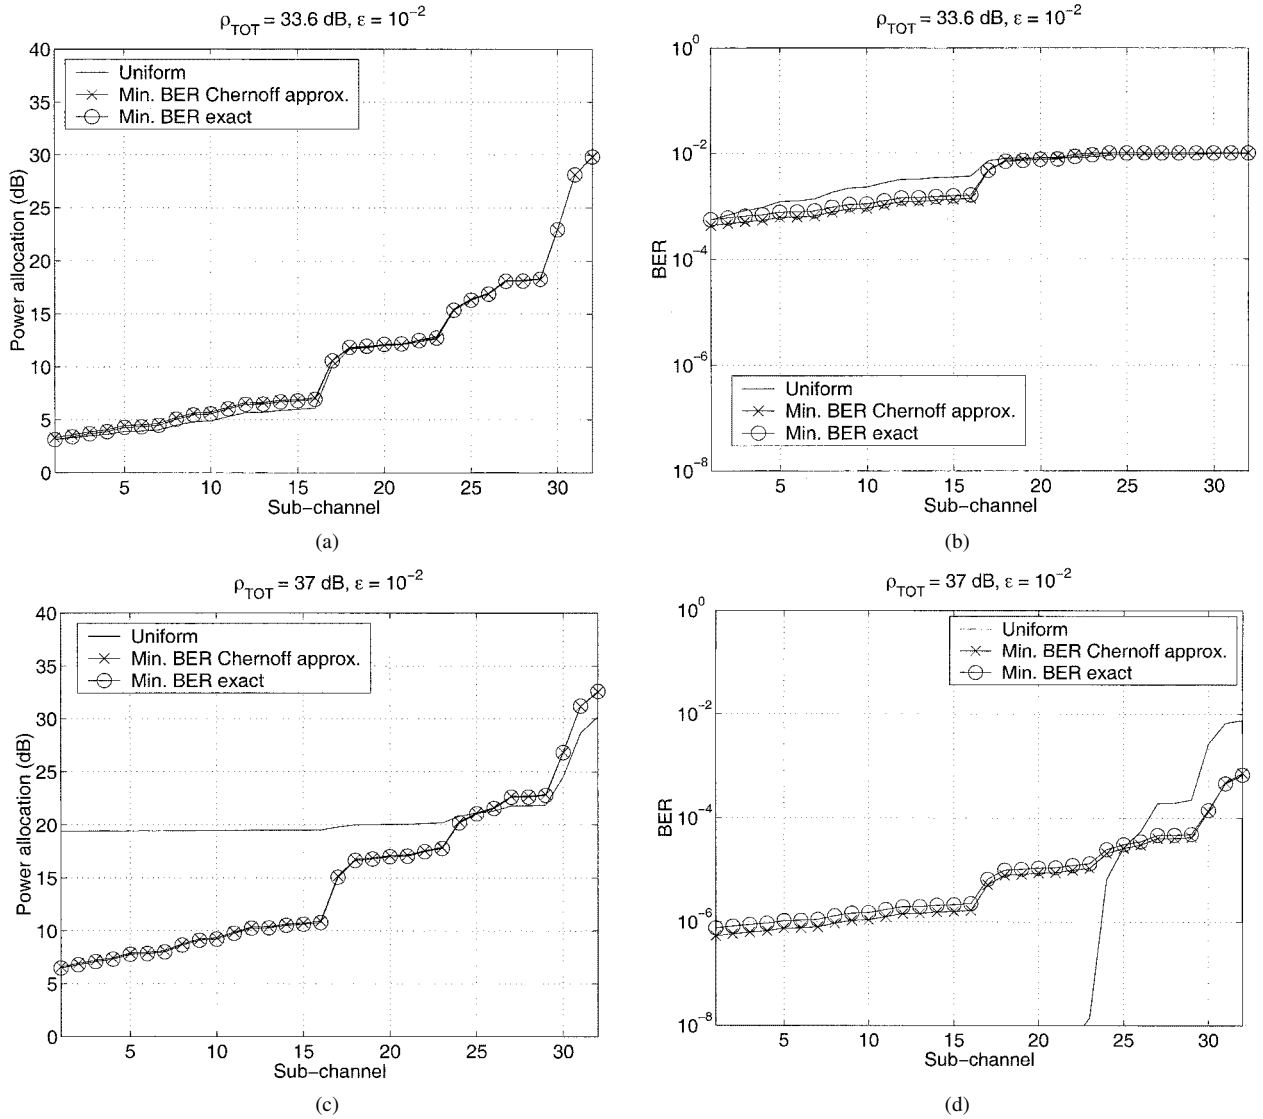 ρTOT = 33.6 dB, ε = 10−2
40
35
30
25
20
15
10
5
0
Power allocation (dB)
Uniform
Min. BER Chernoff approx.
Min. BER exact
5 10 15 20 25 30
Sub−channel
(a)
ρTOT = 33.6 dB, ε = 10−2
100
10−2
10−4
10−6
10−8
BER
Uniform
Min. BER Chernoff approx.
Min. BER exact
5 10 15 20 25 30
Sub−channel
(b)
ρTOT = 37 dB, ε = 10−2
40
35
30
25
20
15
10
5
0
Power allocation (dB)
Uniform
Min. BER Chernoff approx.
Min. BER exact
5 10 15 20 25 30
Sub−channel
(c)
ρTOT = 37 dB, ε = 10−2
100
10−2
10−4
10−6
10−8
BER
Uniform
Min. BER Chernoff approx.
Min. BER exact
5 10 15 20 25 30
Sub−channel
(d)